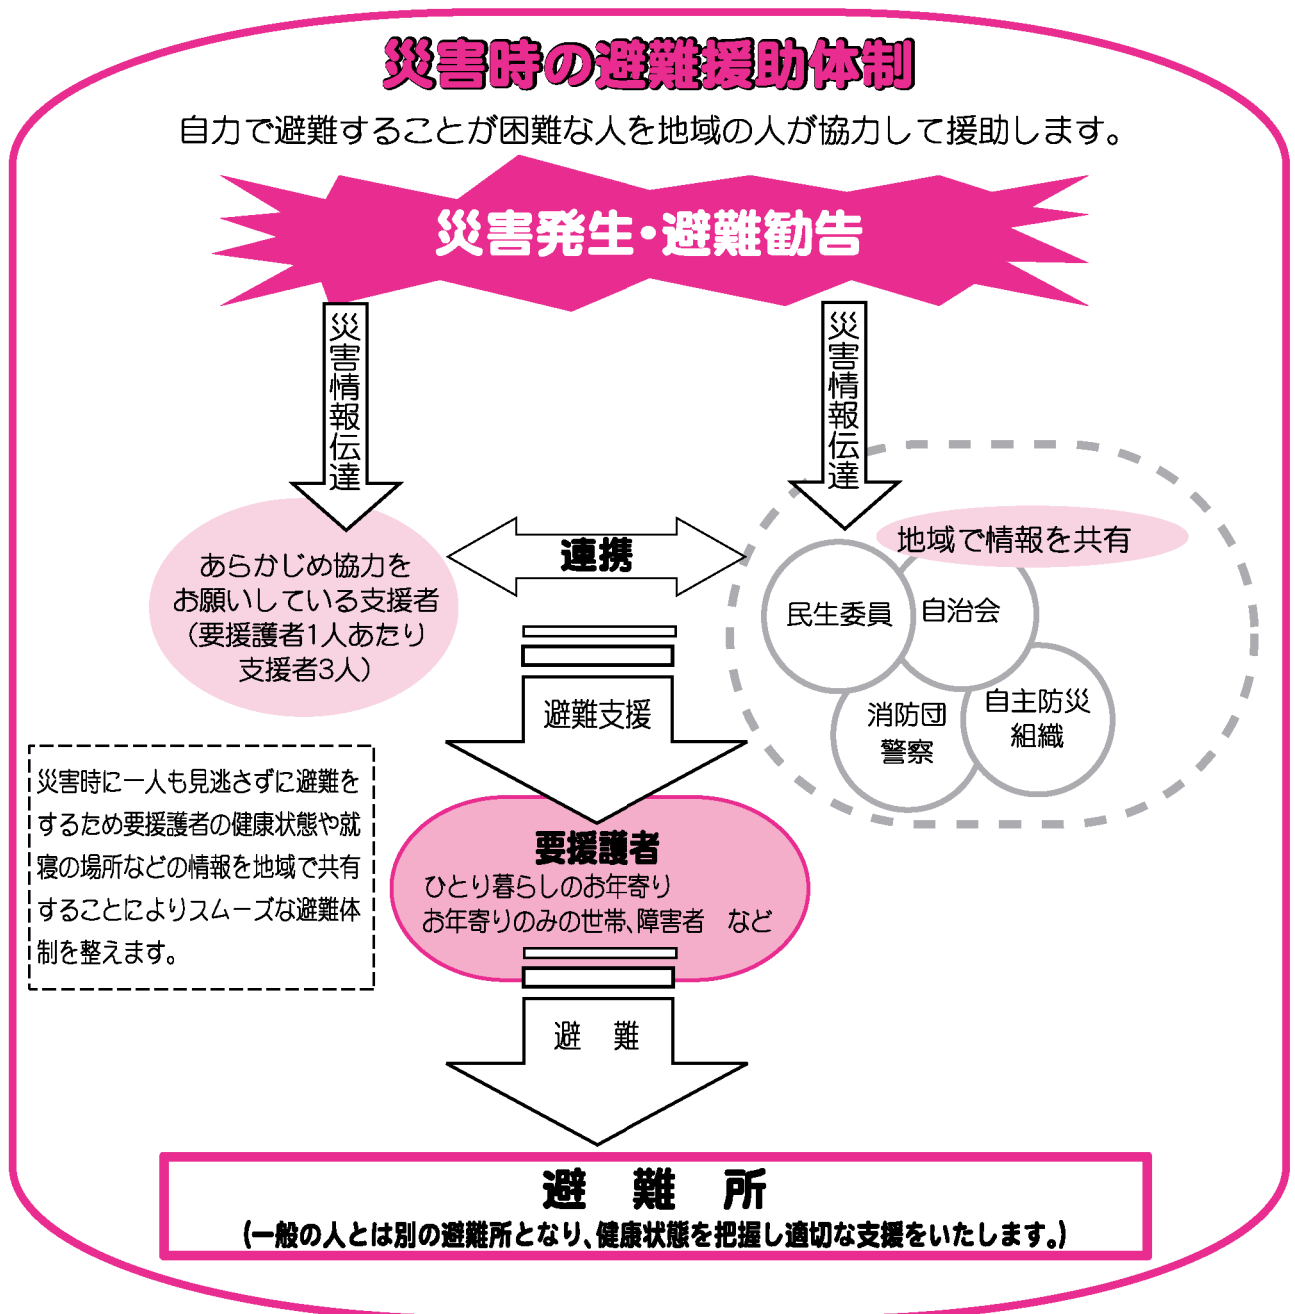 災害時の避難援助体制
自力で避難することが困難な人を地域の人が協力して援助します。
災害発生・避難勧告
災害情報伝達
災害情報伝達
あらかじめ協力を
お願いしている支援者
（要援護者1人あたり
支援者3人）
連携
地域で情報を共有
民生委員
自治会
消防団
警察
自主防災
組織
避難支援
災害時に一人も見逃さずに避難を
するため要援護者の健康状態や就
寝の場所などの情報を地域で共有
することによりスムーズな避難体
制を整えます。
要援護者
ひとり暮らしのお年寄り
お年寄りのみの世帯、障害者　など
避　難
避　難　所
(一般の人とは別の避難所となり、健康状態を把握し適切な支援をいたします。)